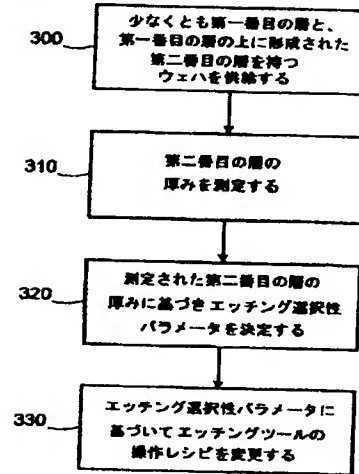 300
少なくとも第一番目の層と、
第一番目の層の上に形成された
第二番目の層を持つ
ウェハを供給する
310
第二番目の層の
厚みを測定する
320
測定された第二番目の層の
厚みに基づきエッチング選択性
パラメータを決定する
330
エッチング選択性パラメータに
基づいてエッチングツールの
操作レシピを変更する